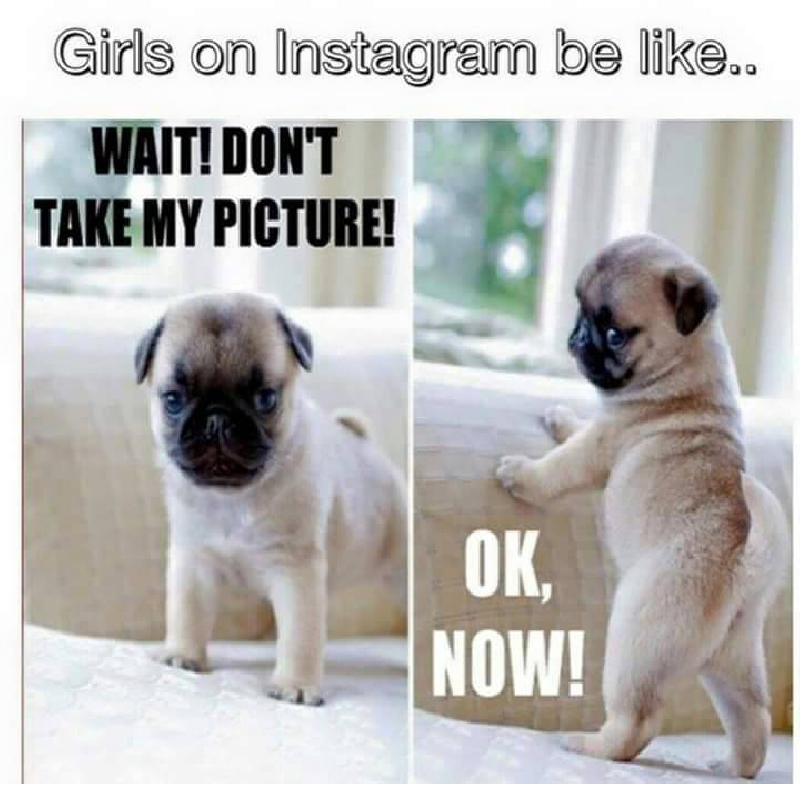 Girls on Instagram be like..
WAIT! DON'T
TAKE MY PICTURE!
OK,
NOW!